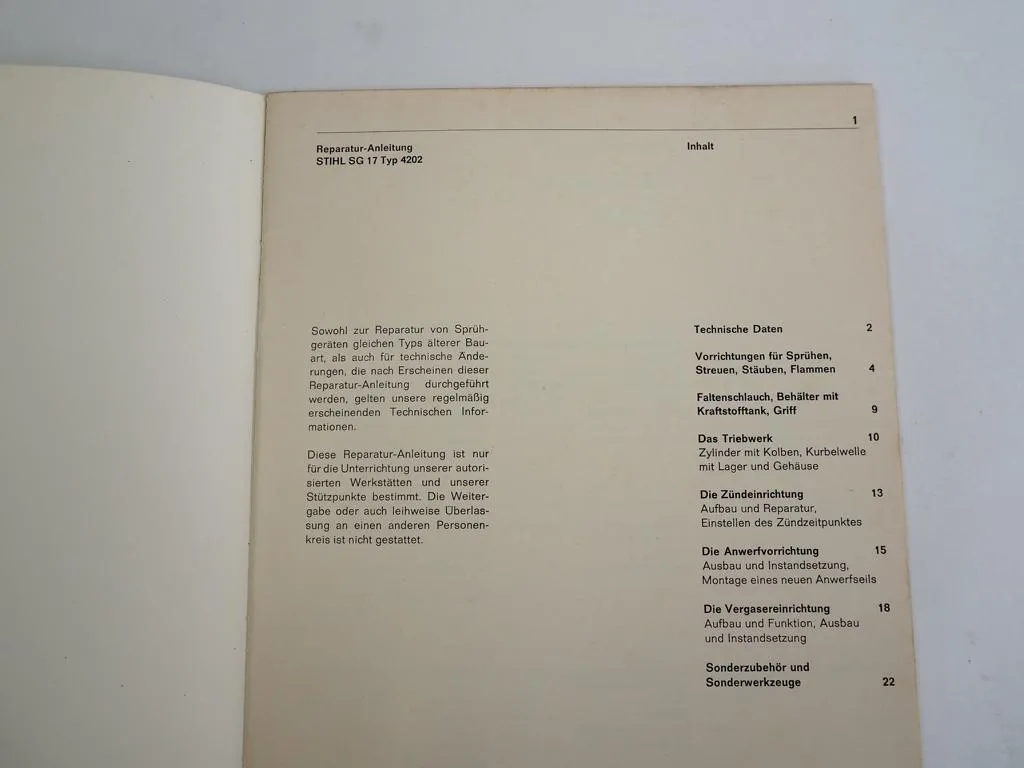 1
Reparatur-Anleitung
STIHL SG 17 Typ 4202
Inhalt
Sowohl zur Reparatur von Sprüh-
geräten gleichen Typs älterer Bau-
art, als auch für technische Ände-
rungen, die nach Erscheinen dieser
Reparatur-Anleitung durchgeführt
werden, gelten unsere regelmäßig
erscheinenden Technischen Infor-
mationen.
Diese Reparatur-Anleitung ist nur
für die Unterrichtung unserer autori-
sierten Werkstätten und unserer
Stützpunkte bestimmt. Die Weiter-
gabe oder auch leihweise Überlas-
sung an einen anderen Personen-
kreis ist nicht gestattet.
Technische Daten 2
Vorrichtungen für Sprühen,
Streuen, Stäuben, Flammen 4
Faltenschlauch, Behälter mit
Kraftstofftank, Griff 9
Das Triebwerk 10
Zylinder mit Kolben, Kurbelwelle
mit Lager und Gehäuse
Die Zündeinrichtung 13
Aufbau und Reparatur,
Einstellen des Zündzeitpunktes
Die Anwerfvorrichtung 15
Ausbau und Instandsetzung,
Montage eines neuen Anwerfseils
Die Vergasereinrichtung 18
Aufbau und Funktion, Ausbau
und Instandsetzung
Sonderzubehör und
Sonderwerkzeuge 22